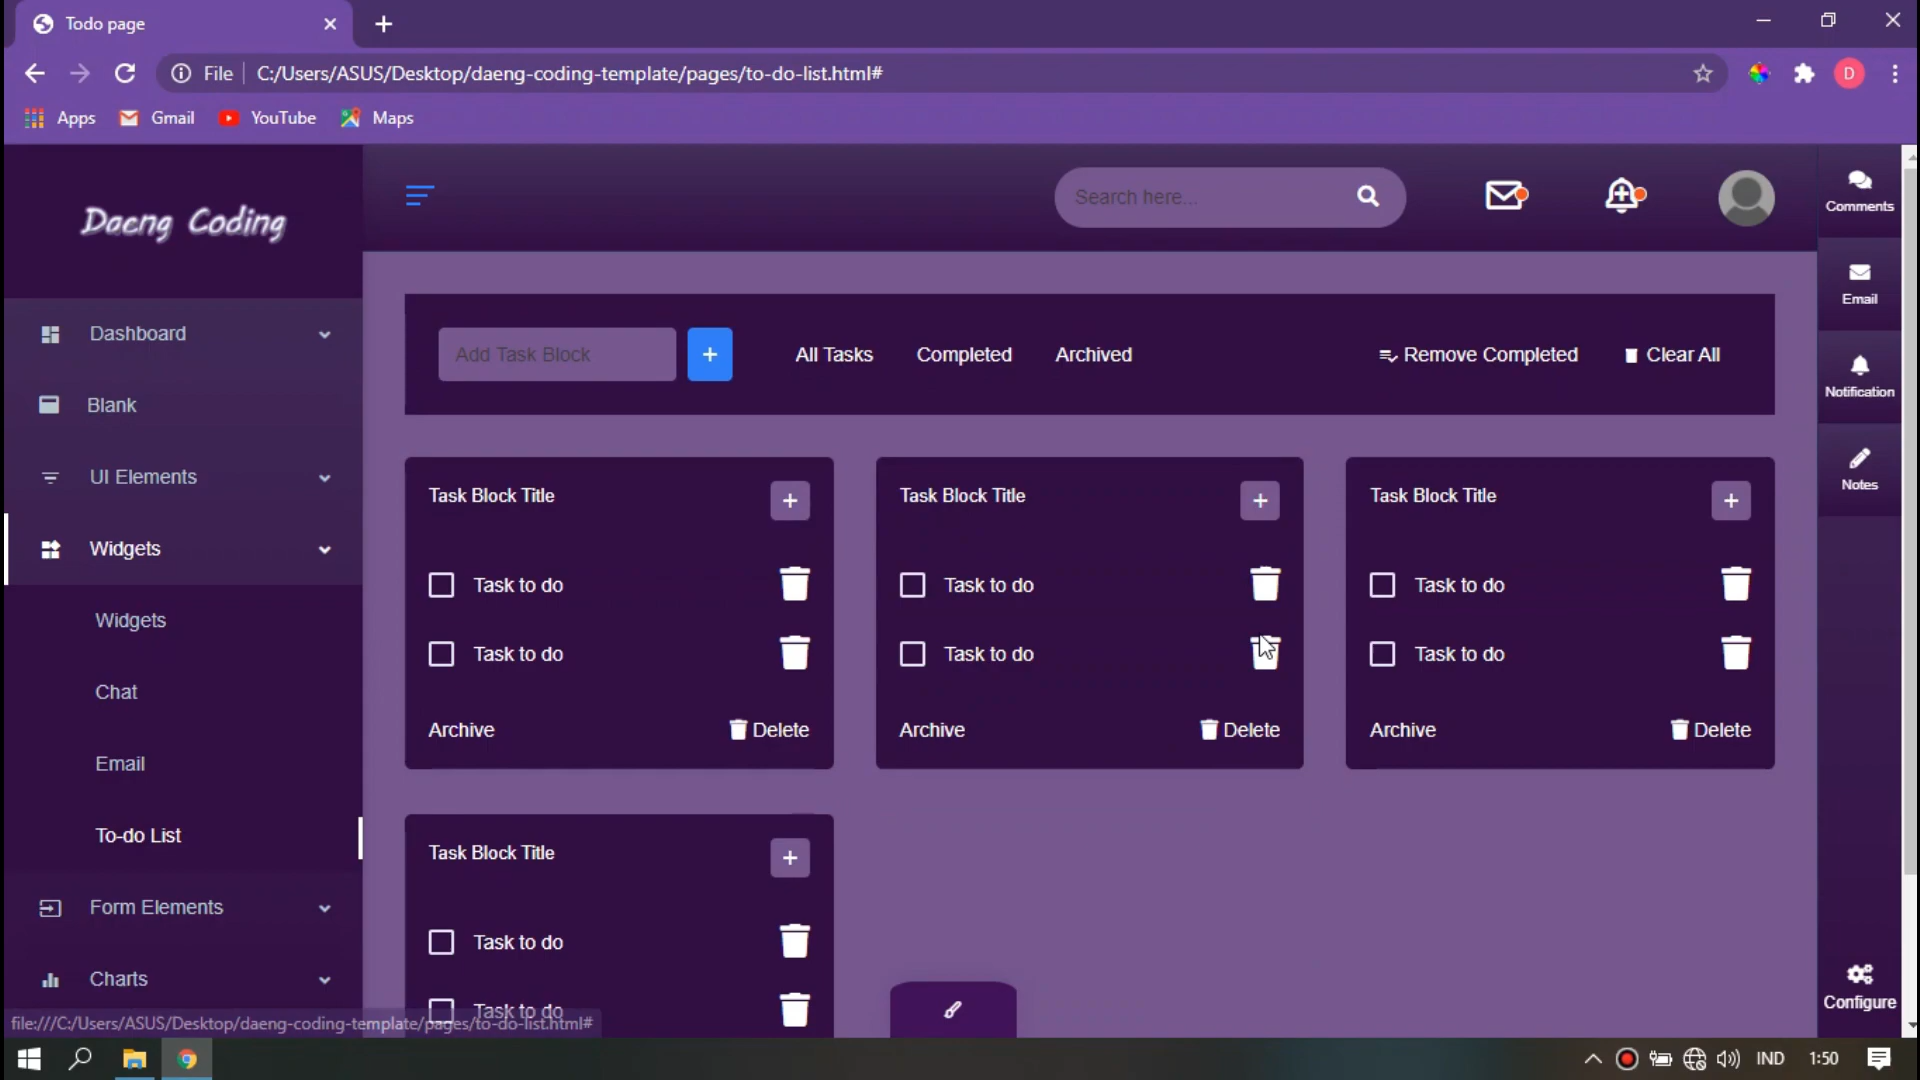 Todo page
File
C:/Users/ASUS/Desktop/daeng-coding-template/pages/to-do-list.html#
D
Apps
Gmail
YouTube
Maps
Daeng Coding
Search here...
Comments
Email
Notification
Notes
Configure
Dashboard
Blank
UI Elements
Widgets
Widgets
Chat
Email
To-do List
Form Elements
Charts
Add Task Block
+
All Tasks
Completed
Archived
Remove Completed
Clear All
Task Block Title
+
Task to do
Task to do
Archive
Delete
Task Block Title
+
Task to do
Task to do
Archive
Delete
Task Block Title
+
Task to do
Task to do
Archive
Delete
Task Block Title
+
Task to do
Task to do
file:///C:/Users/ASUS/Desktop/daeng-coding-template/pages/to-do-list.html#
IND
1:50